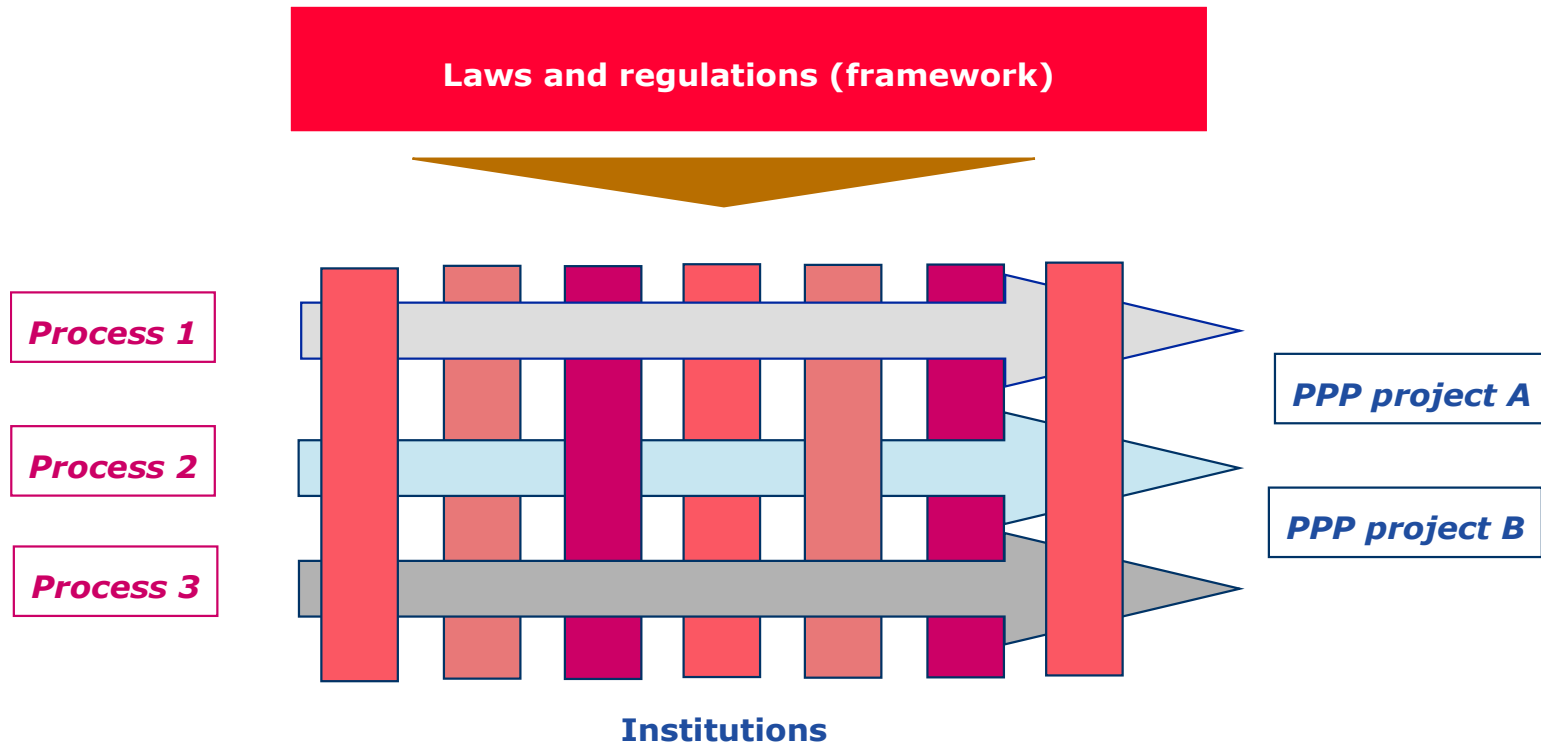 Laws and regulations (framework)
Process 1
PPP project A
Process 2
PPP project B
Process 3
Institutions